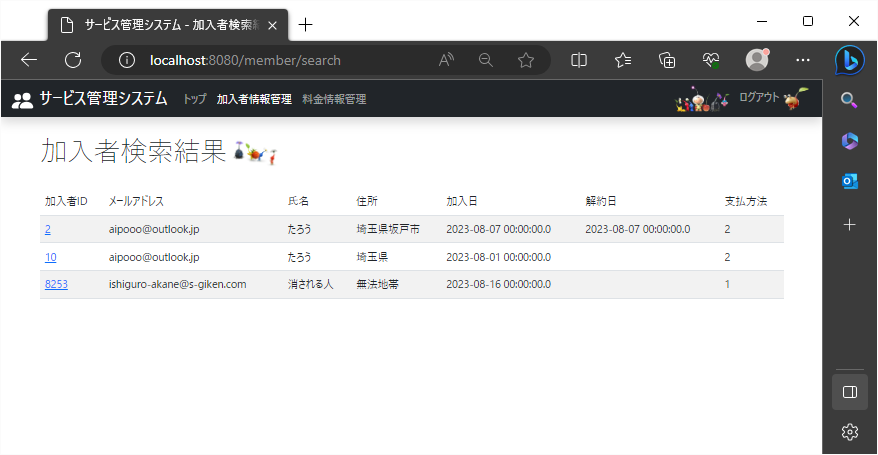 サービス管理システム - 加入者検索
localhost:8080/member/search
サービス管理システム トップ 加入者情報管理 料金情報管理 ログアウト
加入者検索結果
加入者ID メールアドレス 氏名 住所 加入日 解約日 支払方法
2 aipooo@outlook.jp たろう 埼玉県坂戸市 2023-08-07 00:00:00.0 2023-08-07 00:00:00.0 2
10 aipooo@outlook.jp たろう 埼玉県 2023-08-01 00:00:00.0 2
8253 ishiguro-akane@s-giken.com 消される人 無法地帯 2023-08-16 00:00:00.0 1